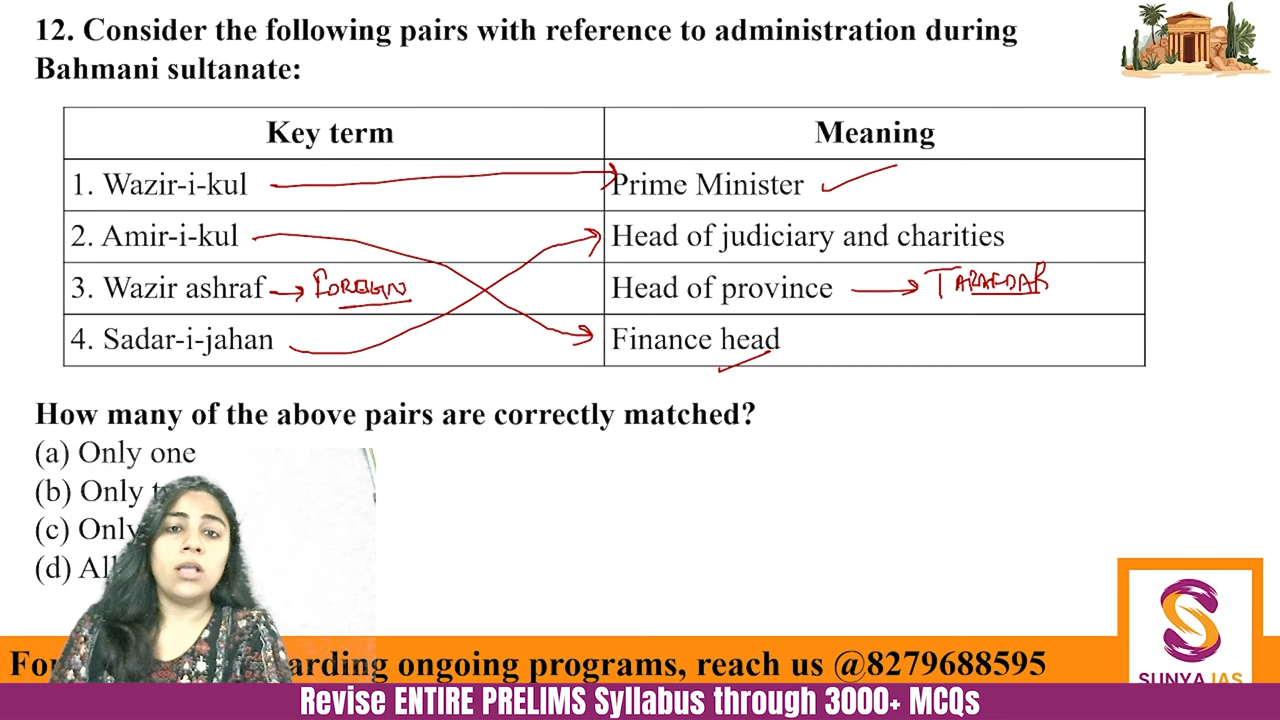 12. Consider the following pairs with reference to administration during
Bahmani sultanate:
Key term Meaning
1. Wazir-i-kul Prime Minister
2. Amir-i-kul Head of judiciary and charities
3. Wazir ashraf FOREIGN Head of province TARAFDAR
4. Sadar-i-jahan Finance head
How many of the above pairs are correctly matched?
(a) Only one
(b) Only
(c) Only
(d) All
SUNYA IAS
For arding ongoing programs, reach us @8279688595
Revise ENTIRE PRELIMS Syllabus through 3000+ MCQs